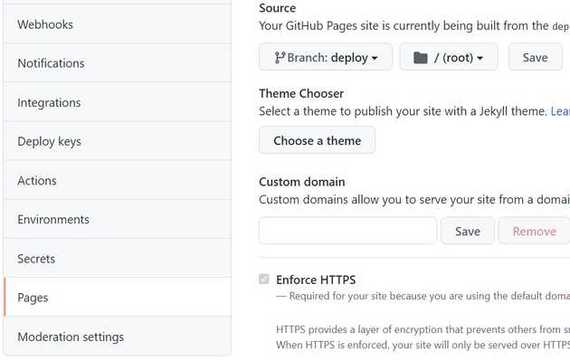 Webhooks
Notifications
Integrations
Deploy keys
Actions
Environments
Secrets
Pages
Moderation settings
Source
Your GitHub Pages site is currently being built from the
Branch: deploy
/ (root)
Save
Theme Chooser
Select a theme to publish your site with a Jekyll theme.
Choose a theme
Custom domain
Custom domains allow you to serve your site from a
Save
Remove
Enforce HTTPS
— Required for your site because you are using the default
HTTPS provides a layer of encryption that prevents others from
When HTTPS is enforced, your site will only be served over HTTPS